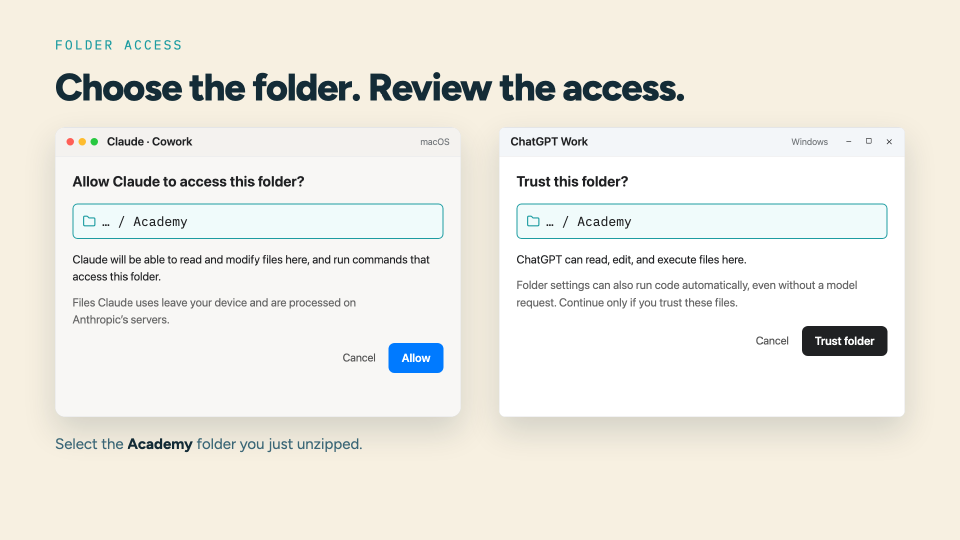 FOLDER ACCESS
Choose the folder. Review the access.
Claude · Cowork
macOS
Allow Claude to access this folder?
… / Academy
Claude will be able to read and modify files here, and run commands that
access this folder.
Files Claude uses leave your device and are processed on
Anthropic's servers.
Cancel
Allow
ChatGPT Work
Windows
Trust this folder?
… / Academy
ChatGPT can read, edit, and execute files here.
Folder settings can also run code automatically, even without a model
request. Continue only if you trust these files.
Cancel
Trust folder
Select the Academy folder you just unzipped.